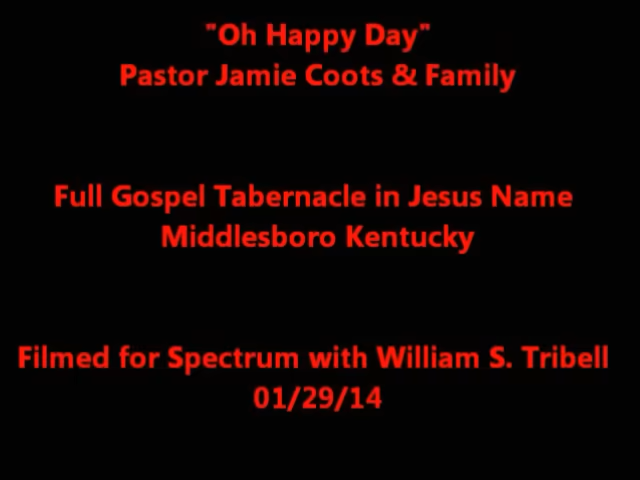 "Oh Happy Day"
Pastor Jamie Coots & Family
Full Gospel Tabernacle in Jesus Name
Middlesboro Kentucky
Filmed for Spectrum with William S. Tribell
01/29/14